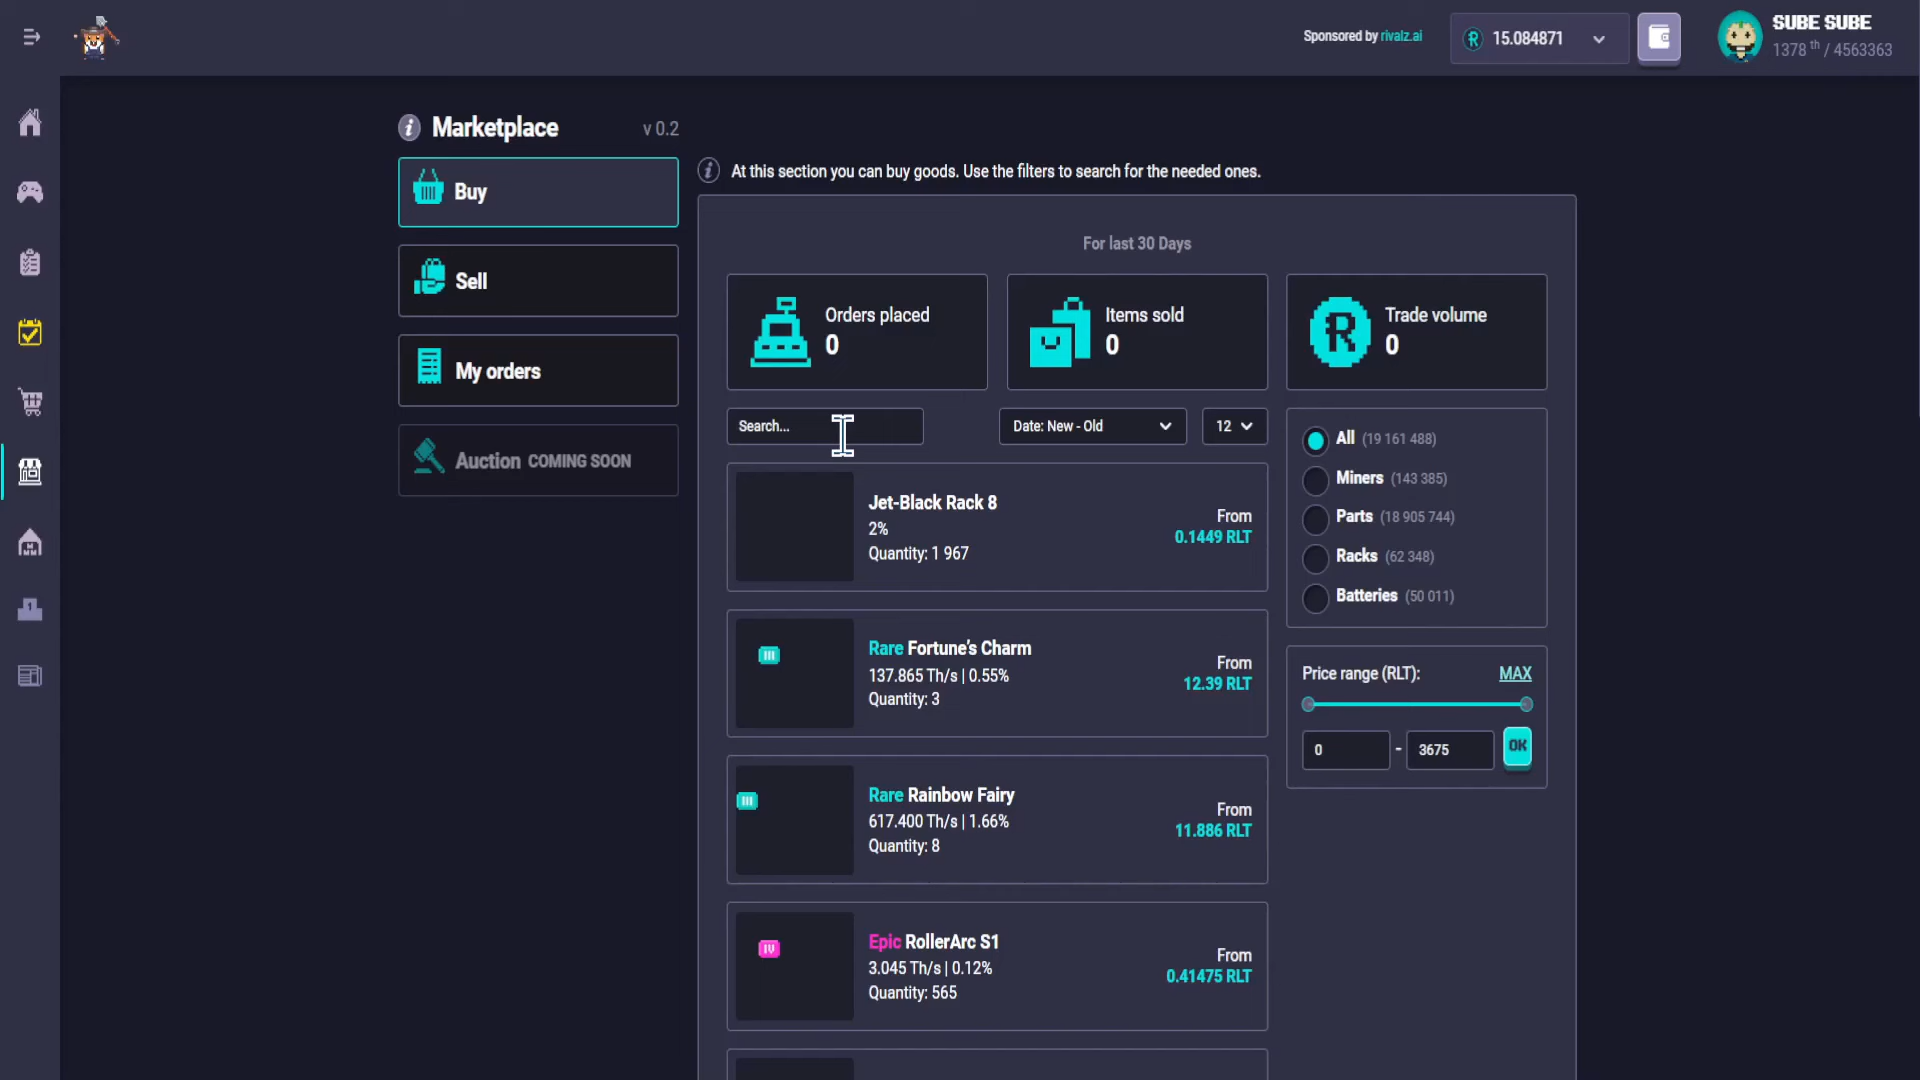 Sponsored by rivalz.ai
15.084871
SUBE SUBE
1378 th / 4563363
Marketplace
v 0.2
Buy
Sell
My orders
Auction COMING SOON
At this section you can buy goods. Use the filters to search for the needed ones.
For last 30 Days
Orders placed
0
Items sold
0
Trade volume
0
Search...
Date: New - Old
12
Jet-Black Rack 8
2%
Quantity: 1 967
From
0.1449 RLT
Rare Fortune's Charm
137.865 Th/s | 0.55%
Quantity: 3
From
12.39 RLT
Rare Rainbow Fairy
617.400 Th/s | 1.66%
Quantity: 8
From
11.886 RLT
Epic RollerArc S1
3.045 Th/s | 0.12%
Quantity: 565
From
0.41475 RLT
All (19 161 488)
Miners (143 385)
Parts (18 905 744)
Racks (62 348)
Batteries (50 011)
Price range (RLT):
MAX
0
-
3675
OK